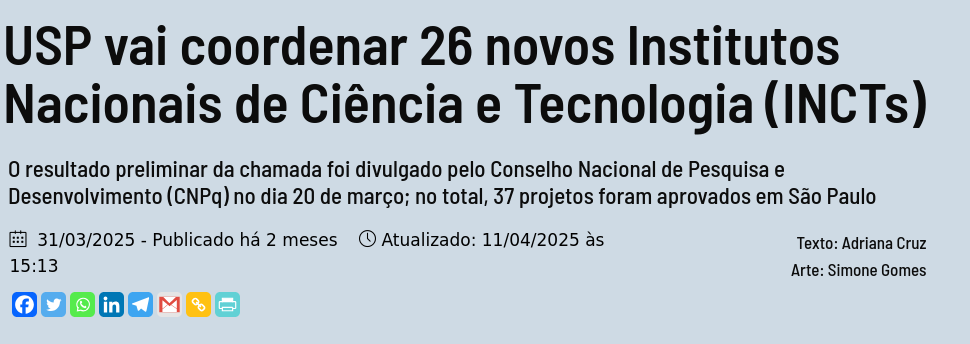 USP vai coordenar 26 novos Institutos
Nacionais de Ciência e Tecnologia (INCTs)
O resultado preliminar da chamada foi divulgado pelo Conselho Nacional de Pesquisa e
Desenvolvimento (CNPq) no dia 20 de março; no total, 37 projetos foram aprovados em São Paulo
31/03/2025 - Publicado há 2 meses Atualizado: 11/04/2025 às
15:13
Texto: Adriana Cruz
Arte: Simone Gomes